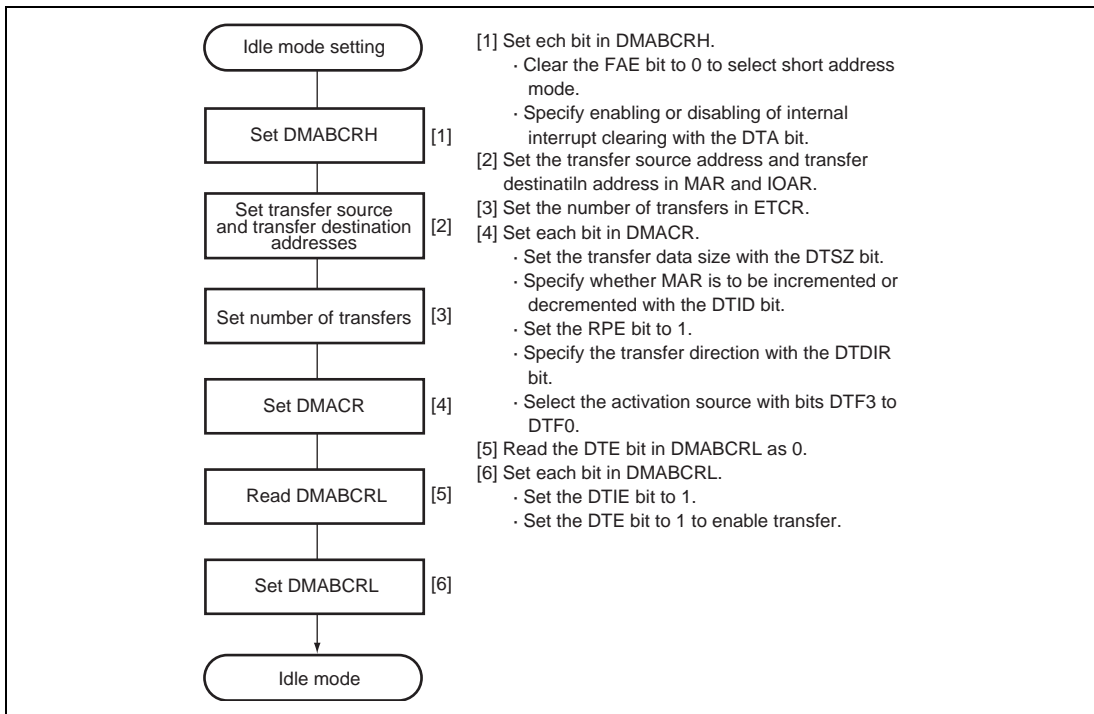 Idle mode setting
Set DMABCRH
[1]
Set transfer source
and transfer destination
addresses
[2]
Set number of transfers
[3]
Set DMACR
[4]
Read DMABCRL
[5]
Set DMABCRL
[6]
Idle mode
[1] Set ech bit in DMABCRH.
· Clear the FAE bit to 0 to select short address
mode.
· Specify enabling or disabling of internal
interrupt clearing with the DTA bit.
[2] Set the transfer source address and transfer
destinatiln address in MAR and IOAR.
[3] Set the number of transfers in ETCR.
[4] Set each bit in DMACR.
· Set the transfer data size with the DTSZ bit.
· Specify whether MAR is to be incremented or
decremented with the DTID bit.
· Set the RPE bit to 1.
· Specify the transfer direction with the DTDIR
bit.
· Select the activation source with bits DTF3 to
DTF0.
[5] Read the DTE bit in DMABCRL as 0.
[6] Set each bit in DMABCRL.
· Set the DTIE bit to 1.
· Set the DTE bit to 1 to enable transfer.